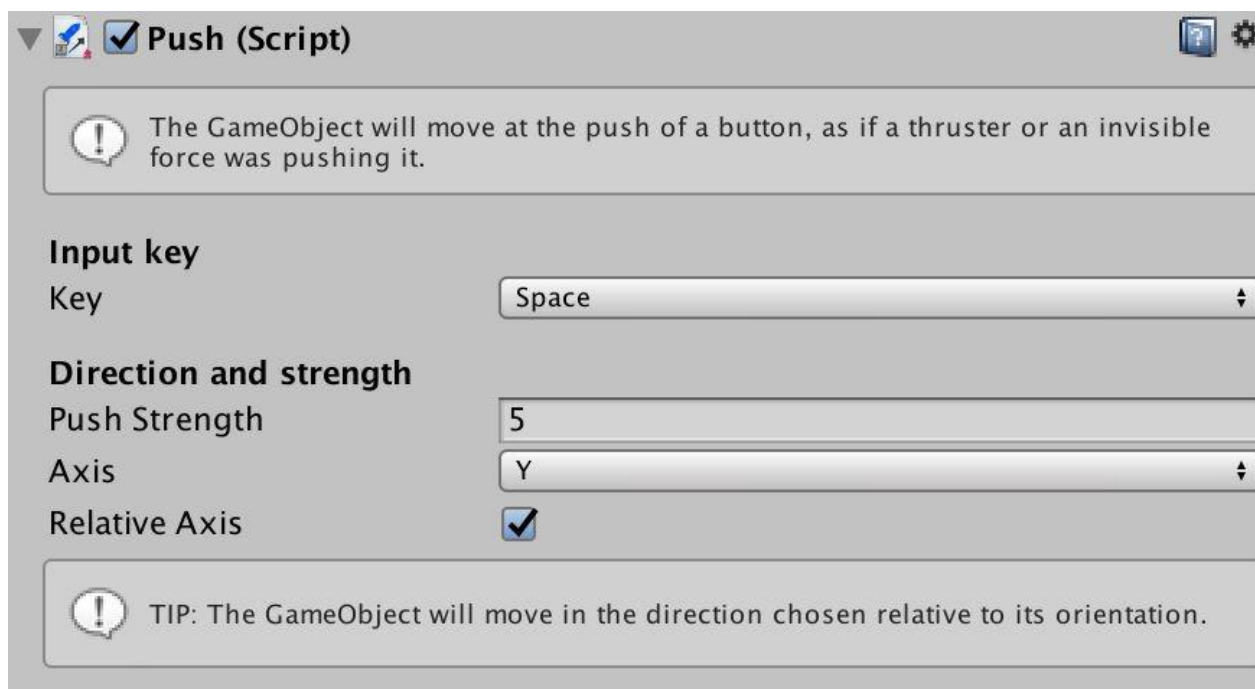 Push (Script)
The GameObject will move at the push of a button, as if a thruster or an invisible
force was pushing it.
Input key
Key Space
Direction and strength
Push Strength 5
Axis Y
Relative Axis
TIP: The GameObject will move in the direction chosen relative to its orientation.